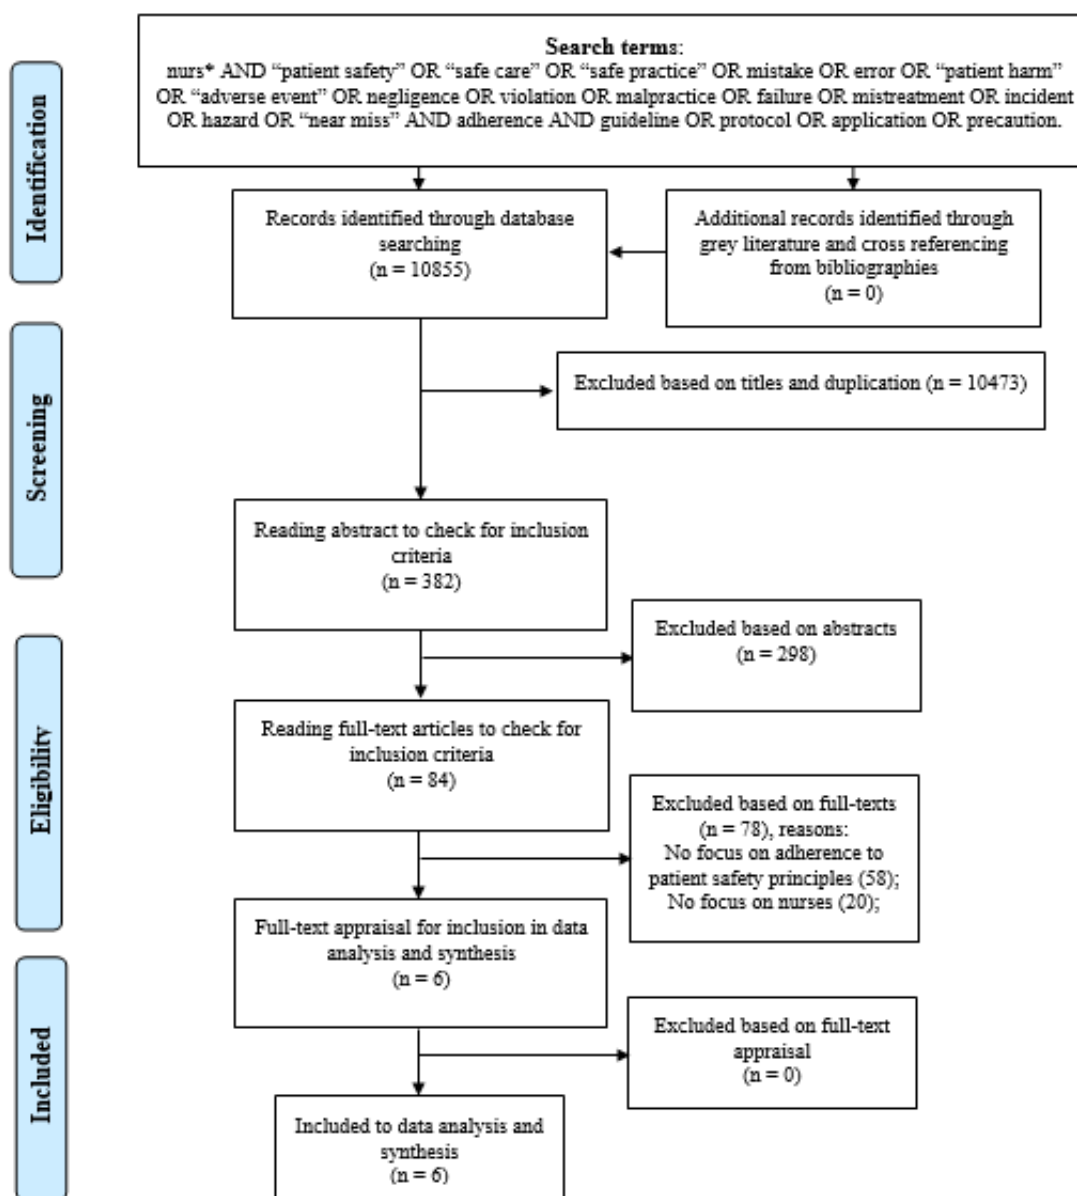 Search terms:
nurs* AND “patient safety” OR “safe care” OR “safe practice” OR mistake OR error OR “patient harm”
OR “adverse event” OR negligence OR violation OR malpractice OR failure OR mistreatment OR incident
OR hazard OR “near miss” AND adherence AND guideline OR protocol OR application OR precaution.
Identification
Records identified through database
searching
(n = 10855)
Additional records identified through
grey literature and cross referencing
from bibliographies
(n = 0)
Screening
Excluded based on titles and duplication (n = 10473)
Reading abstract to check for inclusion
criteria
(n = 382)
Excluded based on abstracts
(n = 298)
Eligibility
Reading full-text articles to check for
inclusion criteria
(n = 84)
Excluded based on full-texts
(n = 78), reasons:
No focus on adherence to
patient safety principles (58);
No focus on nurses (20);
Full-text appraisal for inclusion in data
analysis and synthesis
(n = 6)
Included
Excluded based on full-text
appraisal
(n = 0)
Included to data analysis and
synthesis
(n = 6)